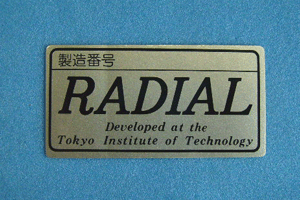 製造番号
RADIAL
Developed at the
Tokyo Institute of Technology